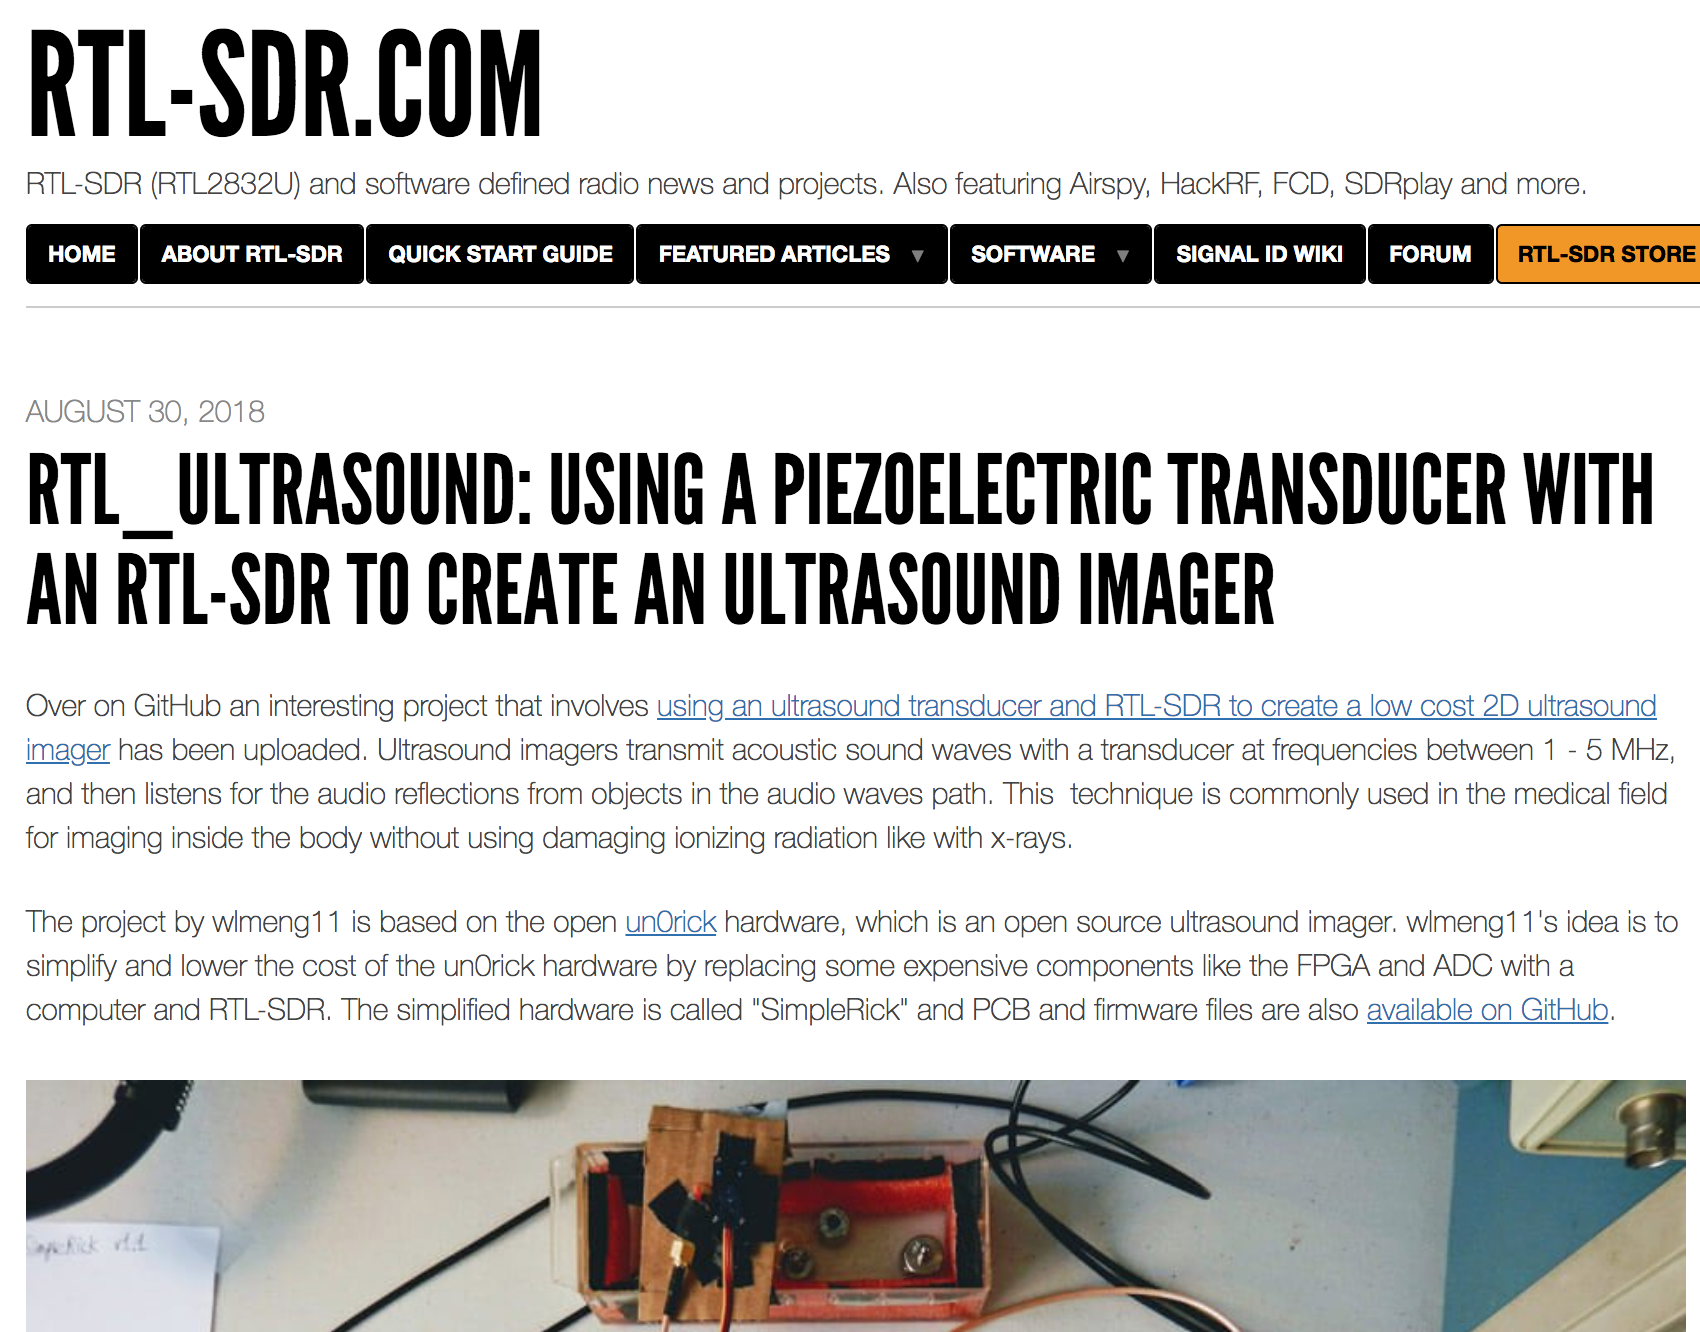 RTL-SDR.COM
RTL-SDR (RTL2832U) and software defined radio news and projects. Also featuring Airspy, HackRF, FCD, SDRplay and more.
HOME ABOUT RTL-SDR QUICK START GUIDE FEATURED ARTICLES ▼ SOFTWARE ▼ SIGNAL ID WIKI FORUM RTL-SDR STORE
AUGUST 30, 2018
RTL_ULTRASOUND: USING A PIEZOELECTRIC TRANSDUCER WITH
AN RTL-SDR TO CREATE AN ULTRASOUND IMAGER
Over on GitHub an interesting project that involves using an ultrasound transducer and RTL-SDR to create a low cost 2D ultrasound
imager has been uploaded. Ultrasound imagers transmit acoustic sound waves with a transducer at frequencies between 1 - 5 MHz,
and then listens for the audio reflections from objects in the audio waves path. This  technique is commonly used in the medical field
for imaging inside the body without using damaging ionizing radiation like with x-rays.
The project by wlmeng11 is based on the open un0rick hardware, which is an open source ultrasound imager. wlmeng11's idea is to
simplify and lower the cost of the un0rick hardware by replacing some expensive components like the FPGA and ADC with a
computer and RTL-SDR. The simplified hardware is called "SimpleRick" and PCB and firmware files are also available on GitHub.
SimpleRick v1.1